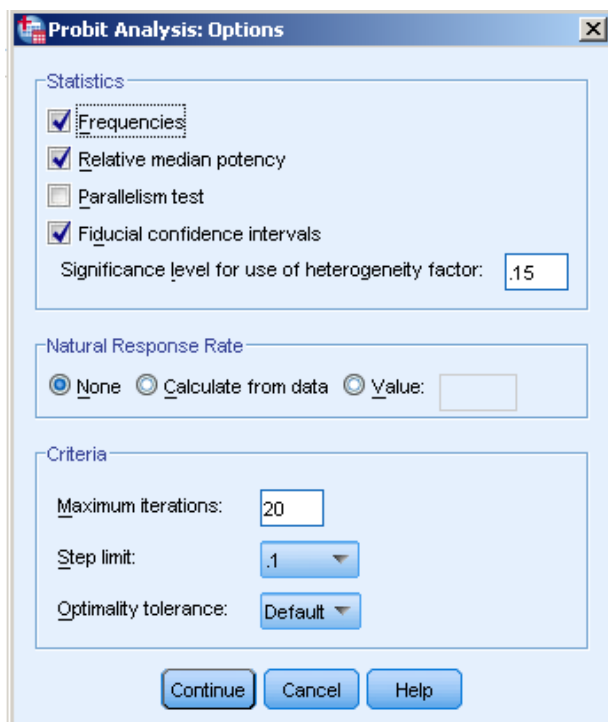 Probit Analysis: Options
Statistics
Frequencies
Relative median potency
Parallelism test
Fiducial confidence intervals
Significance level for use of heterogeneity factor: .15
Natural Response Rate
None Calculate from data Value:
Criteria
Maximum iterations: 20
Step limit: .1
Optimality tolerance: Default
Continue Cancel Help